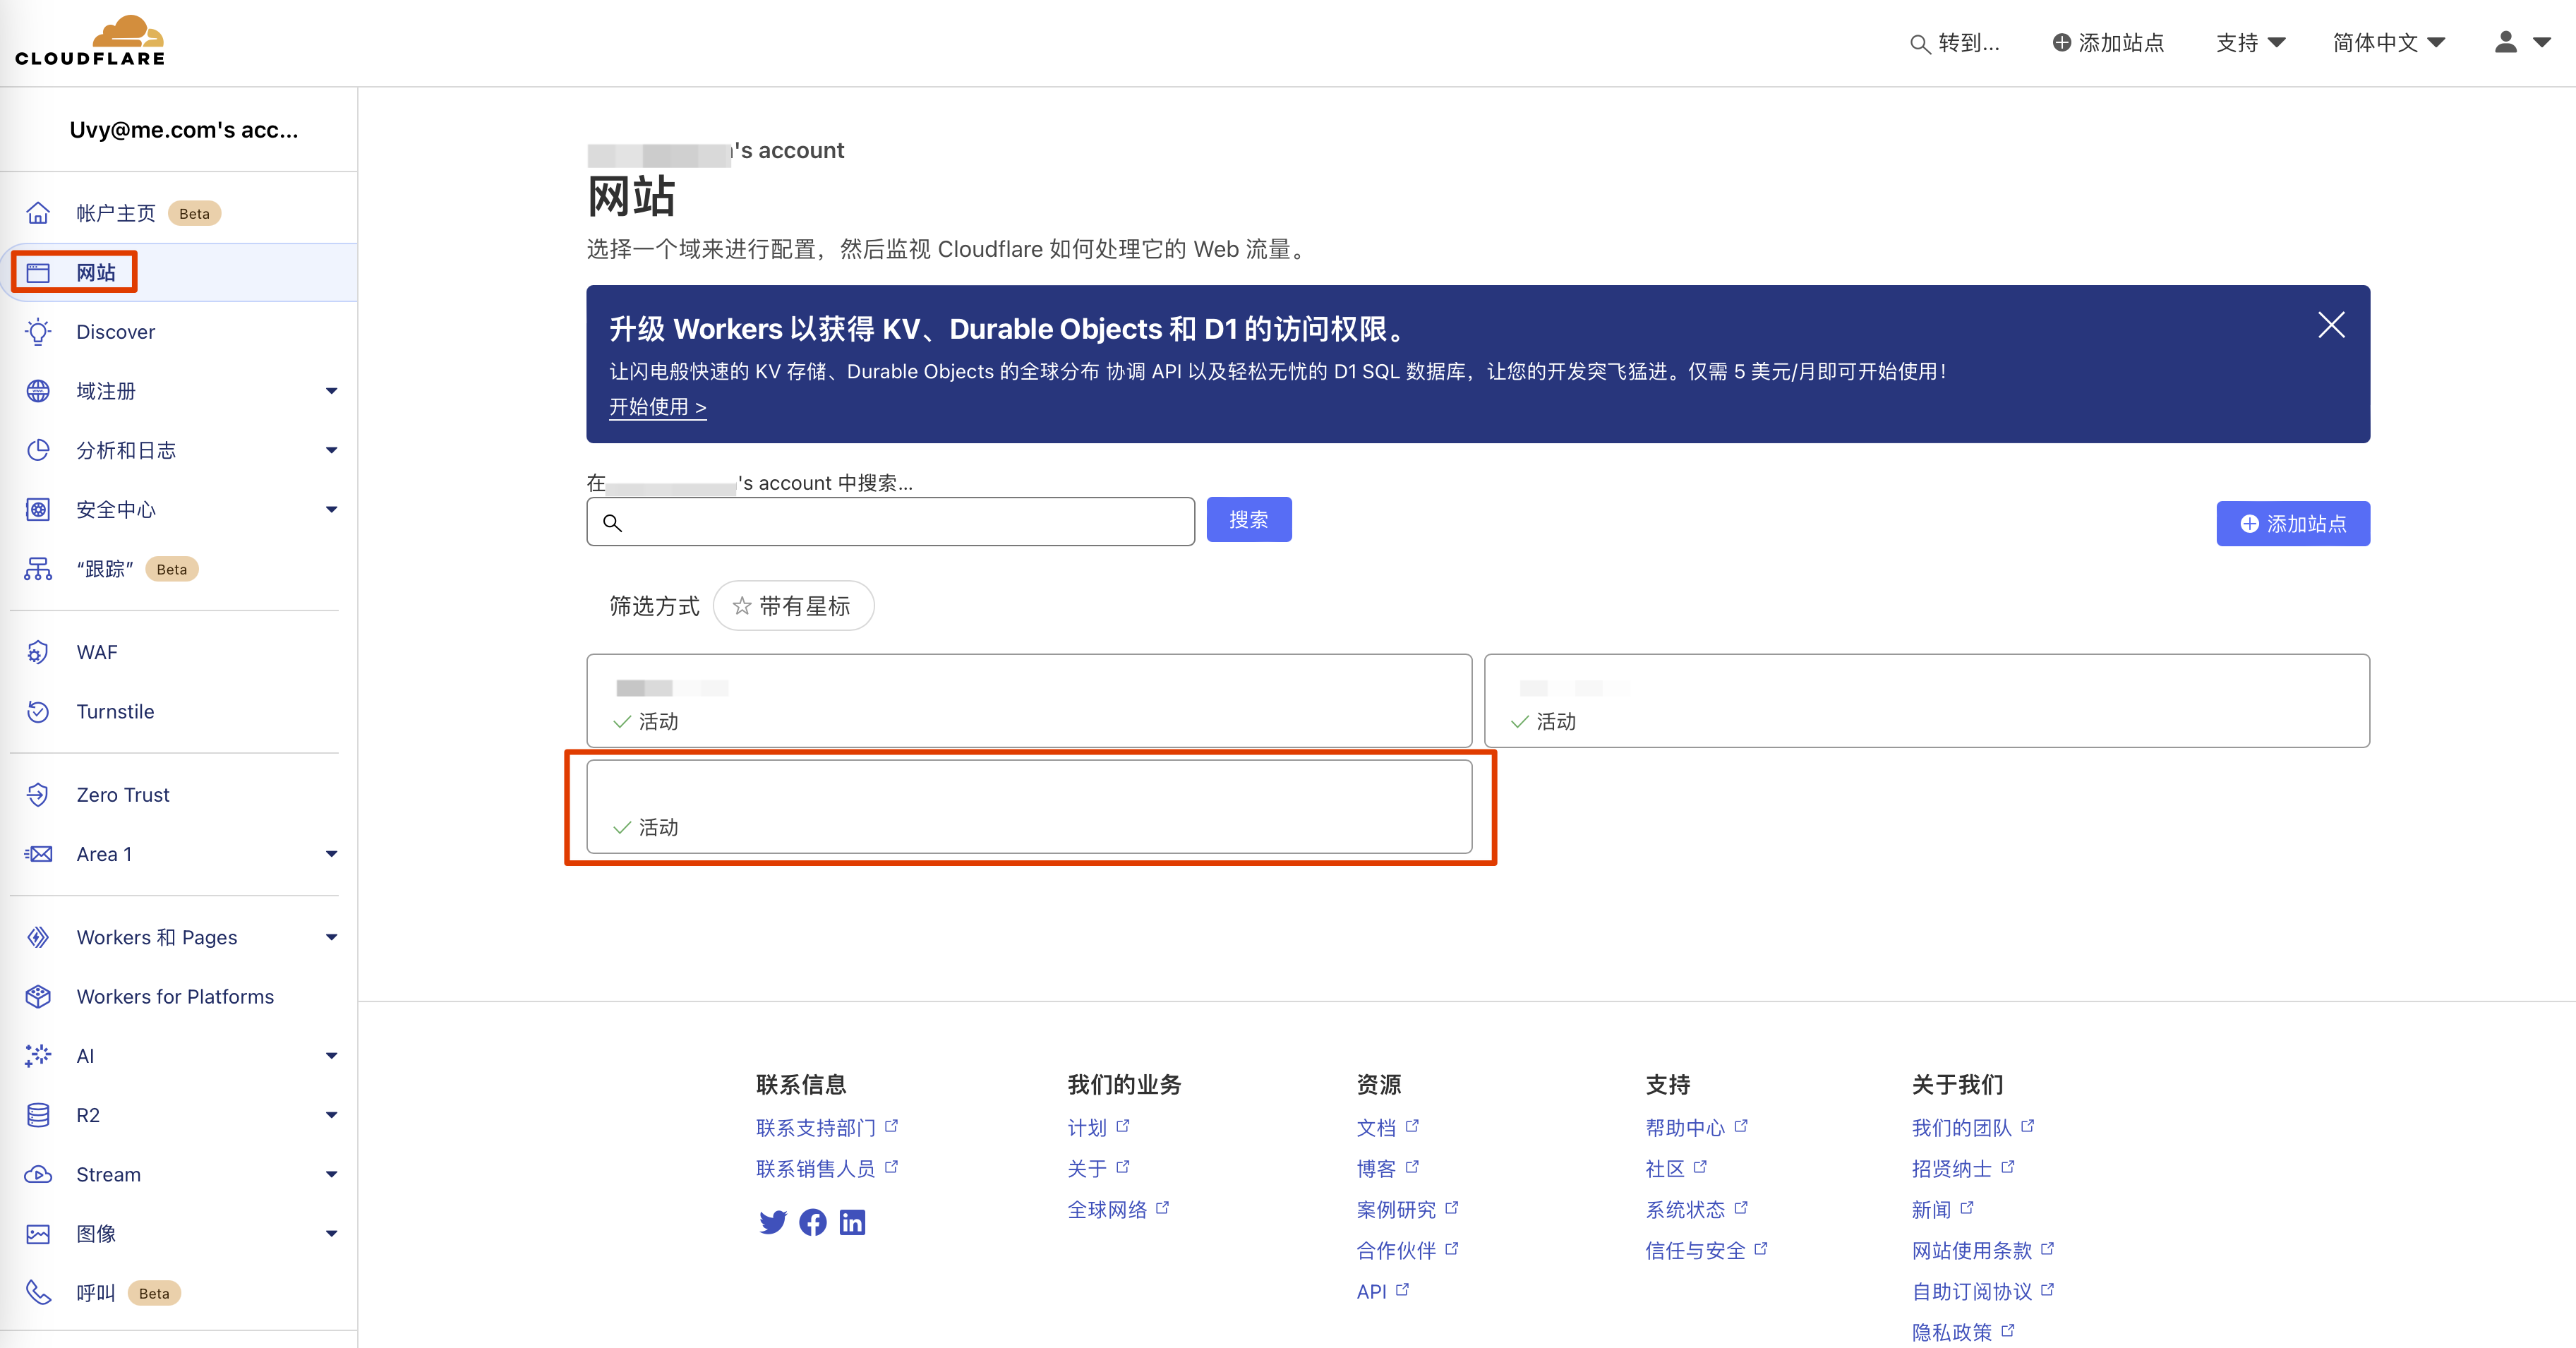 CLOUDFLARE
转到...
添加站点
支持
简体中文
Uvy@me.com's acc...
帐户主页 Beta
网站
Discover
域注册
分析和日志
安全中心
“跟踪” Beta
WAF
Turnstile
Zero Trust
Area 1
Workers 和 Pages
Workers for Platforms
AI
R2
Stream
图像
呼叫 Beta
's account
网站
选择一个域来进行配置，然后监视 Cloudflare 如何处理它的 Web 流量。
升级 Workers 以获得 KV、Durable Objects 和 D1 的访问权限。
让闪电般快速的 KV 存储、Durable Objects 的全球分布 协调 API 以及轻松无忧的 D1 SQL 数据库，让您的开发突飞猛进。仅需 5 美元/月即可开始使用！
开始使用 >
在 's account 中搜索...
搜索
添加站点
筛选方式 带有星标
活动
活动
活动
联系信息
联系支持部门
联系销售人员
我们的业务
计划
关于
全球网络
资源
文档
博客
案例研究
合作伙伴
API
支持
帮助中心
社区
系统状态
信任与安全
关于我们
我们的团队
招贤纳士
新闻
网站使用条款
自助订阅协议
隐私政策